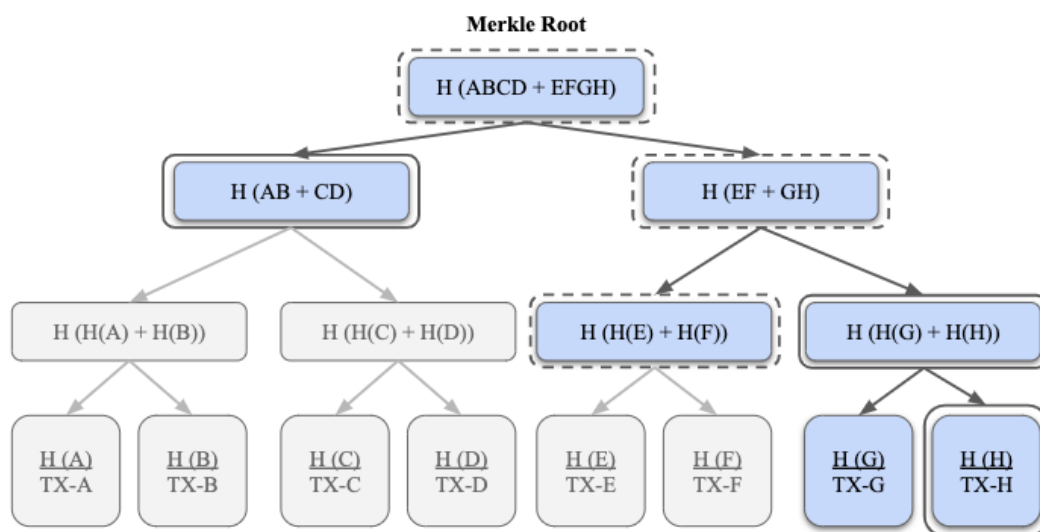 Merkle Root
H (ABCD + EFGH)
H (AB + CD)
H (EF + GH)
H (H(A) + H(B))
H (H(C) + H(D))
H (H(E) + H(F))
H (H(G) + H(H))
H (A)
TX-A
H (B)
TX-B
H (C)
TX-C
H (D)
TX-D
H (E)
TX-E
H (F)
TX-F
H (G)
TX-G
H (H)
TX-H